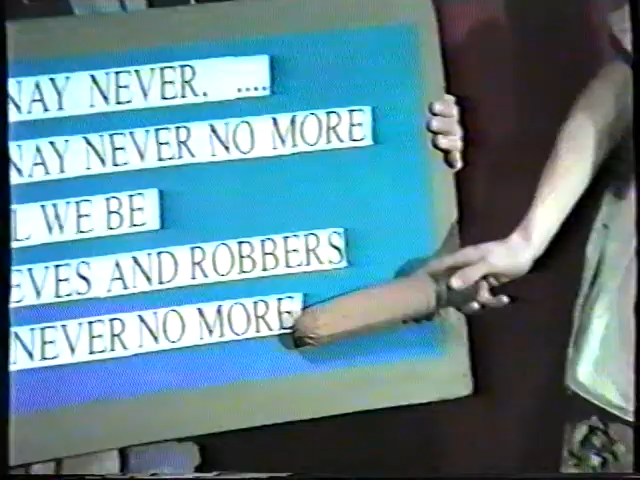 NAY NEVER. ....
NAY NEVER NO MORE
L WE BE
EVES AND ROBBERS
NEVER NO MORE